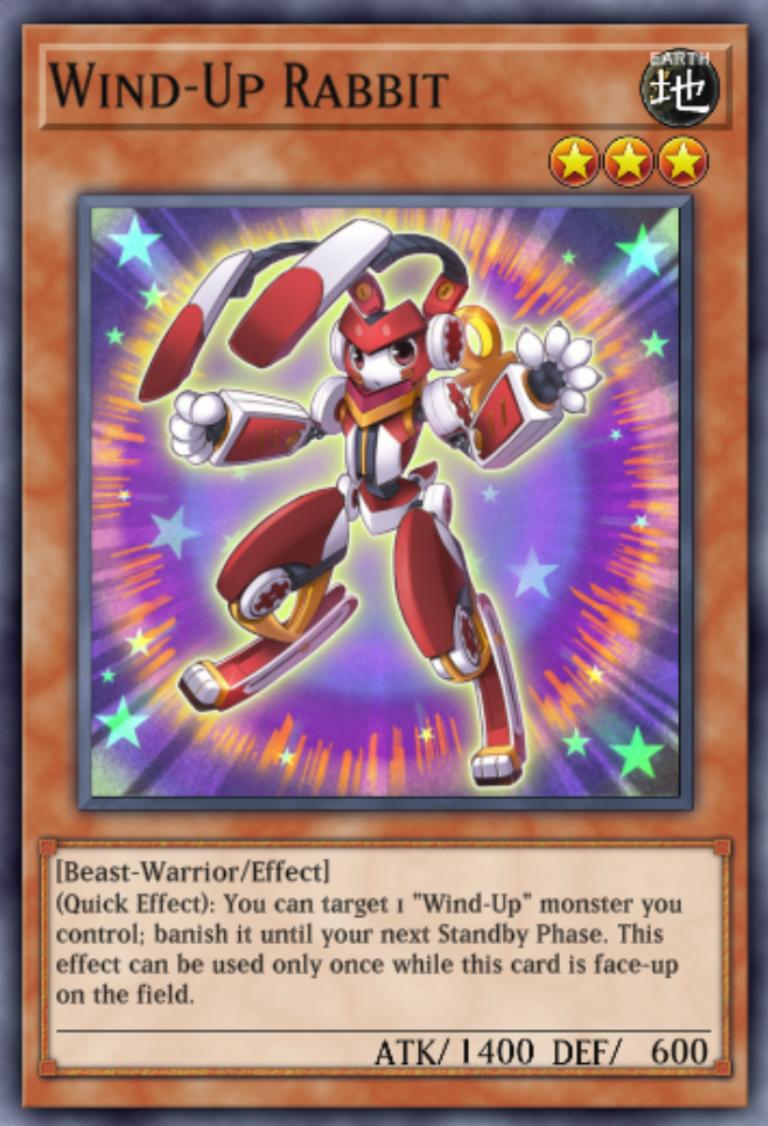 Wind-Up Rabbit
EARTH
地
[Beast-Warrior/Effect]
(Quick Effect): You can target 1 "Wind-Up" monster you
control; banish it until your next Standby Phase. This
effect can be used only once while this card is face-up
on the field.
ATK/ 1400 DEF/ 600